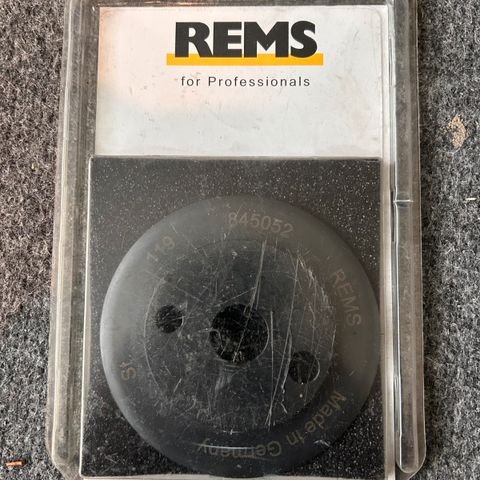 REMS
for Professionals
119 845052 REMS
St Made in Germany